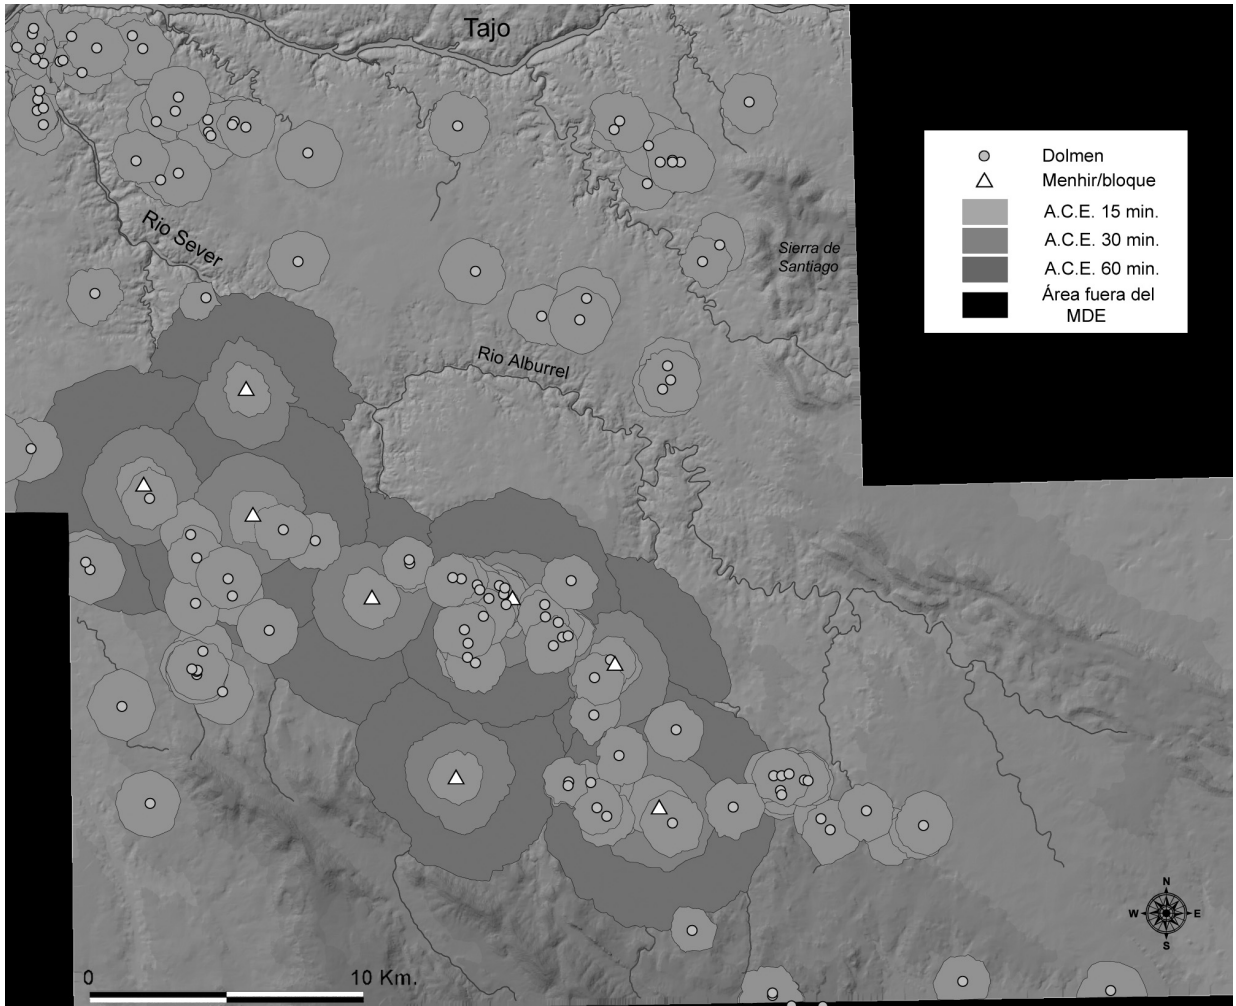 Tajo
Dolmen
Menhir/bloque
A.C.E. 15 min.
A.C.E. 30 min.
A.C.E. 60 min.
Área fuera del
MDE
Rio Sever
Sierra de
Santiago
Rio Alburrel
N
W E
S
0 10 Km.